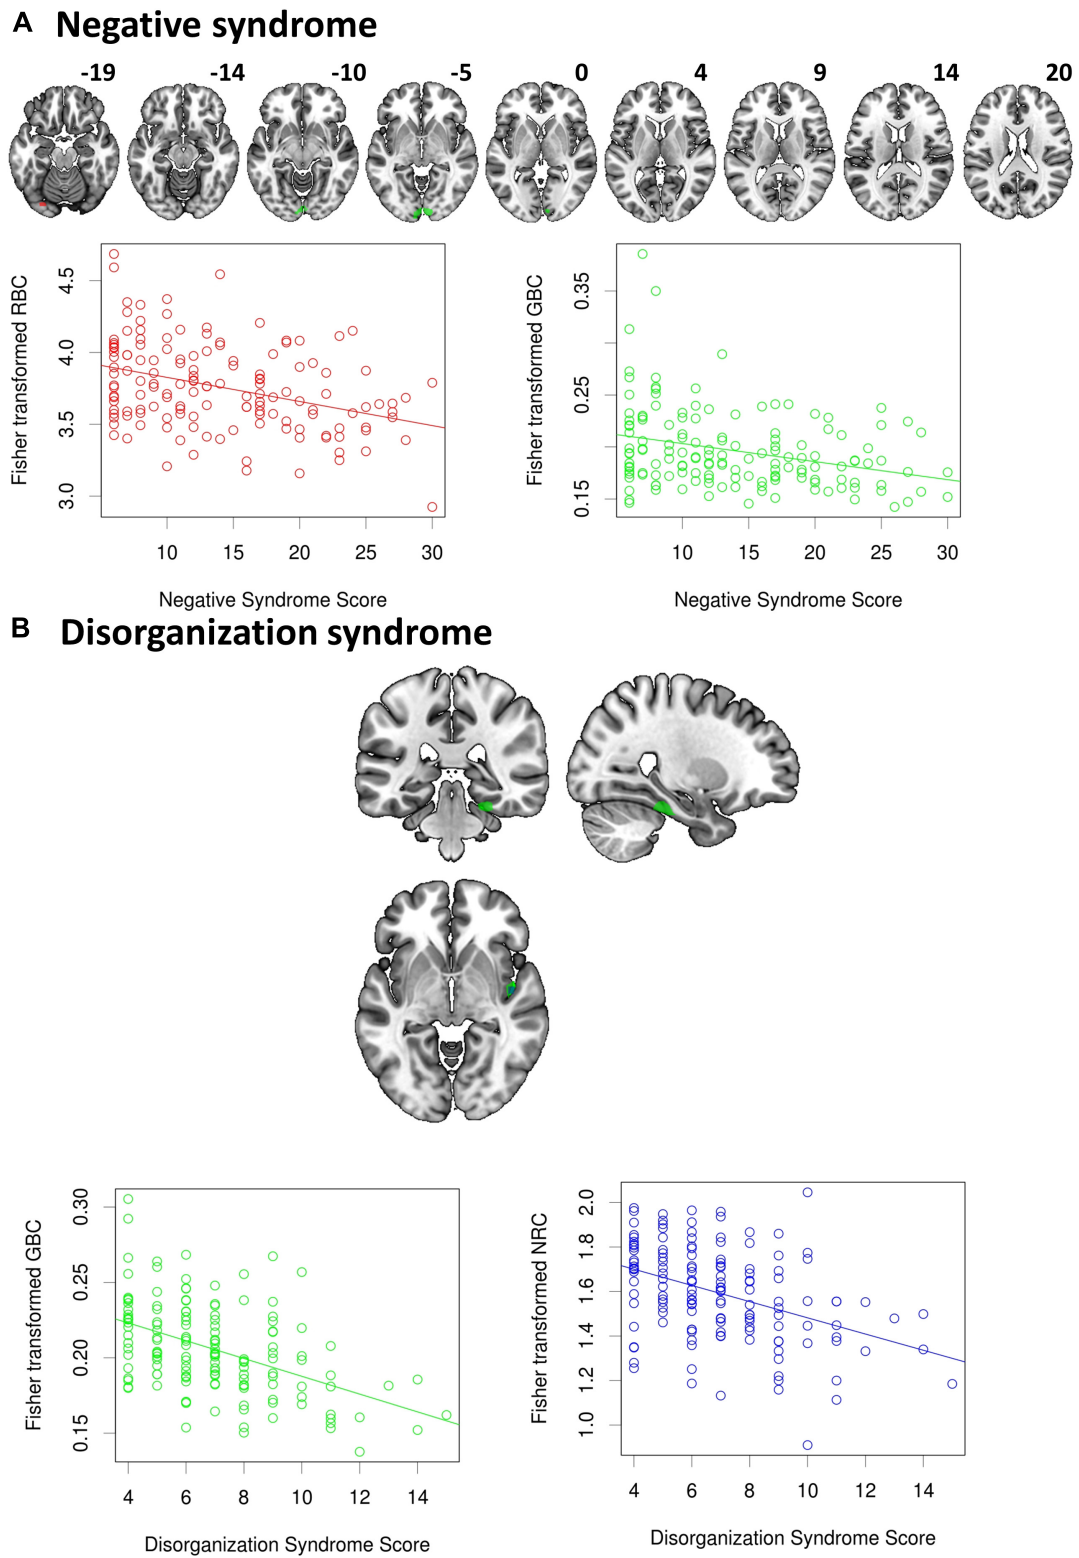 A Negative syndrome
-19 -14 -10 -5 0 4 9 14 20
Fisher transformed RBC
4.5
4.0
3.5
3.0
10 15 20 25 30
Negative Syndrome Score
Fisher transformed GBC
0.35
0.25
0.15
10 15 20 25 30
Negative Syndrome Score
B Disorganization syndrome
Fisher transformed GBC
0.30
0.25
0.20
0.15
4 6 8 10 12 14
Disorganization Syndrome Score
Fisher transformed NRC
2.0
1.8
1.6
1.4
1.2
1.0
4 6 8 10 12 14
Disorganization Syndrome Score